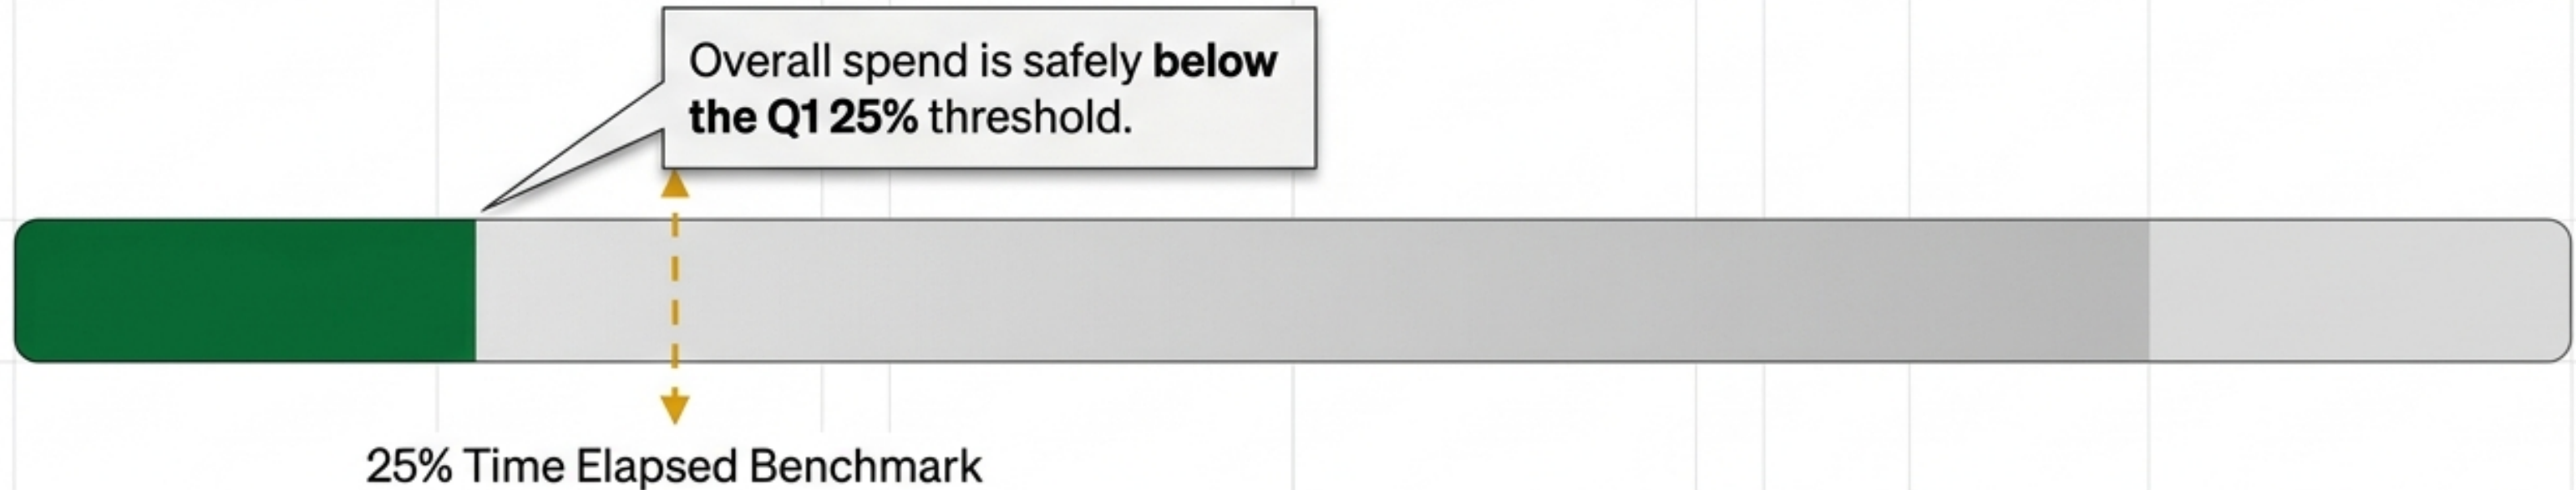 Overall spend is safely below
the Q1 25% threshold.
25% Time Elapsed Benchmark